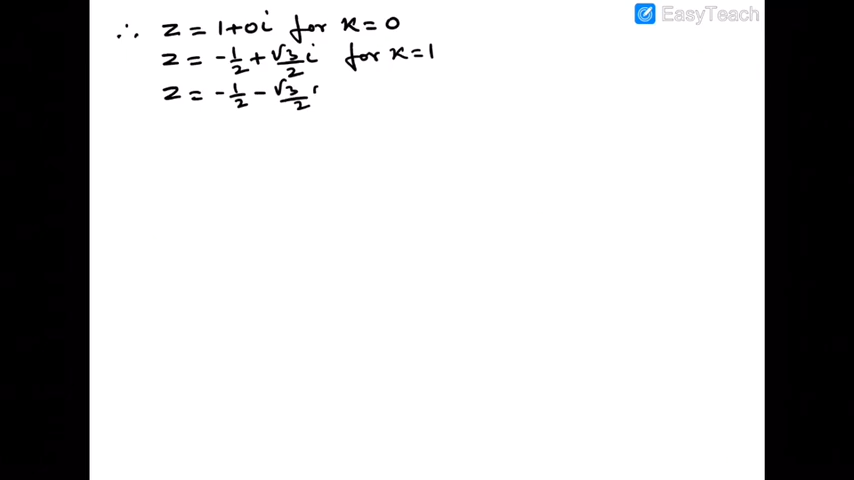 EasyTeach
∴ z = 1+0i for κ=0
z = -1/2 + √3/2 i for κ=1
z = -1/2 - √3/2